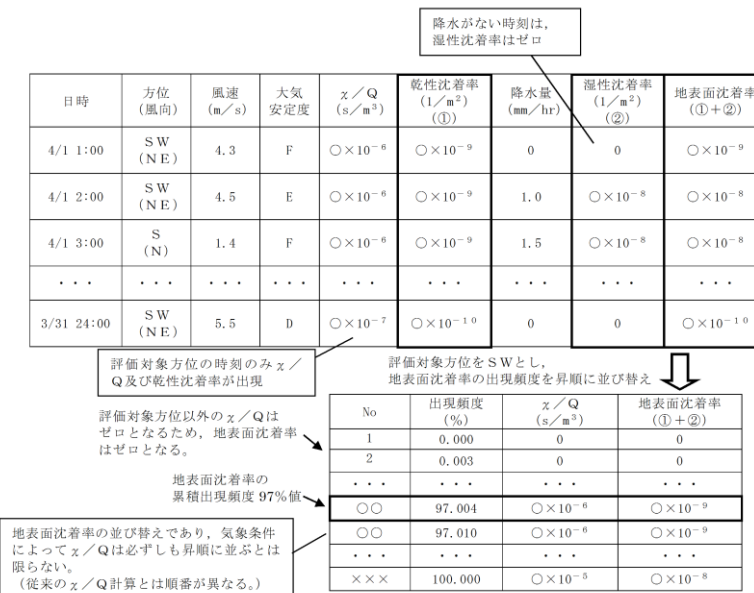 降水がない時刻は，
湿性沈着率はゼロ
日時 方位（風向） 風速（m／s） 大気安定度 χ／Q（s／m³） 乾性沈着率（1／m²）（①） 降水量（mm／hr） 湿性沈着率（1／m²）（②） 地表面沈着率（①＋②）
4/1 1:00 SW（NE） 4.3 F ○×10⁻⁶ ○×10⁻⁹ 0 0 ○×10⁻⁹
4/1 2:00 SW（NE） 4.5 E ○×10⁻⁶ ○×10⁻⁹ 1.0 ○×10⁻⁸ ○×10⁻⁸
4/1 3:00 S（N） 1.4 F ○×10⁻⁶ ○×10⁻⁹ 1.5 ○×10⁻⁸ ○×10⁻⁸
・・・ ・・・ ・・・ ・・・ ・・・ ・・・ ・・・ ・・・ ・・・
3/31 24:00 SW（NE） 5.5 D ○×10⁻⁷ ○×10⁻¹⁰ 0 0 ○×10⁻¹⁰
評価対象方位の時刻のみχ／
Q及び乾性沈着率が出現
評価対象方位をSWとし，
地表面沈着率の出現頻度を昇順に並び替え
評価対象方位以外のχ／Qは
ゼロとなるため，地表面沈着率
はゼロとなる。
地表面沈着率の
累積出現頻度 97%値
No 出現頻度（%） χ／Q（s／m³） 地表面沈着率（①＋②）
1 0.000 0 0
2 0.003 0 0
・・・ ・・・ ・・・ ・・・
○○ 97.004 ○×10⁻⁶ ○×10⁻⁹
○○ 97.010 ○×10⁻⁶ ○×10⁻⁹
・・・ ・・・ ・・・ ・・・
××× 100.000 ○×10⁻⁵ ○×10⁻⁸
地表面沈着率の並び替えであり，気象条件
によってχ／Qは必ずしも昇順に並ぶとは
限らない。
（従来のχ／Q計算とは順番が異なる。）